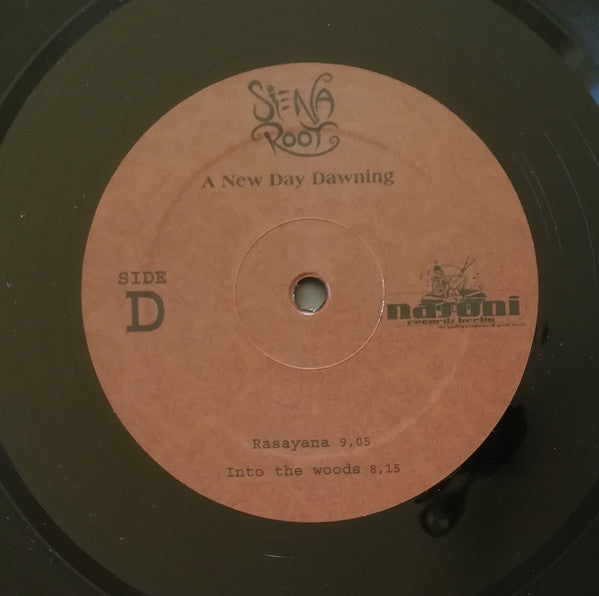 SIENA
ROOT
A New Day Dawning
SIDE
D
nasoni
records berlin
Rasayana 9,05
Into the woods 8,15